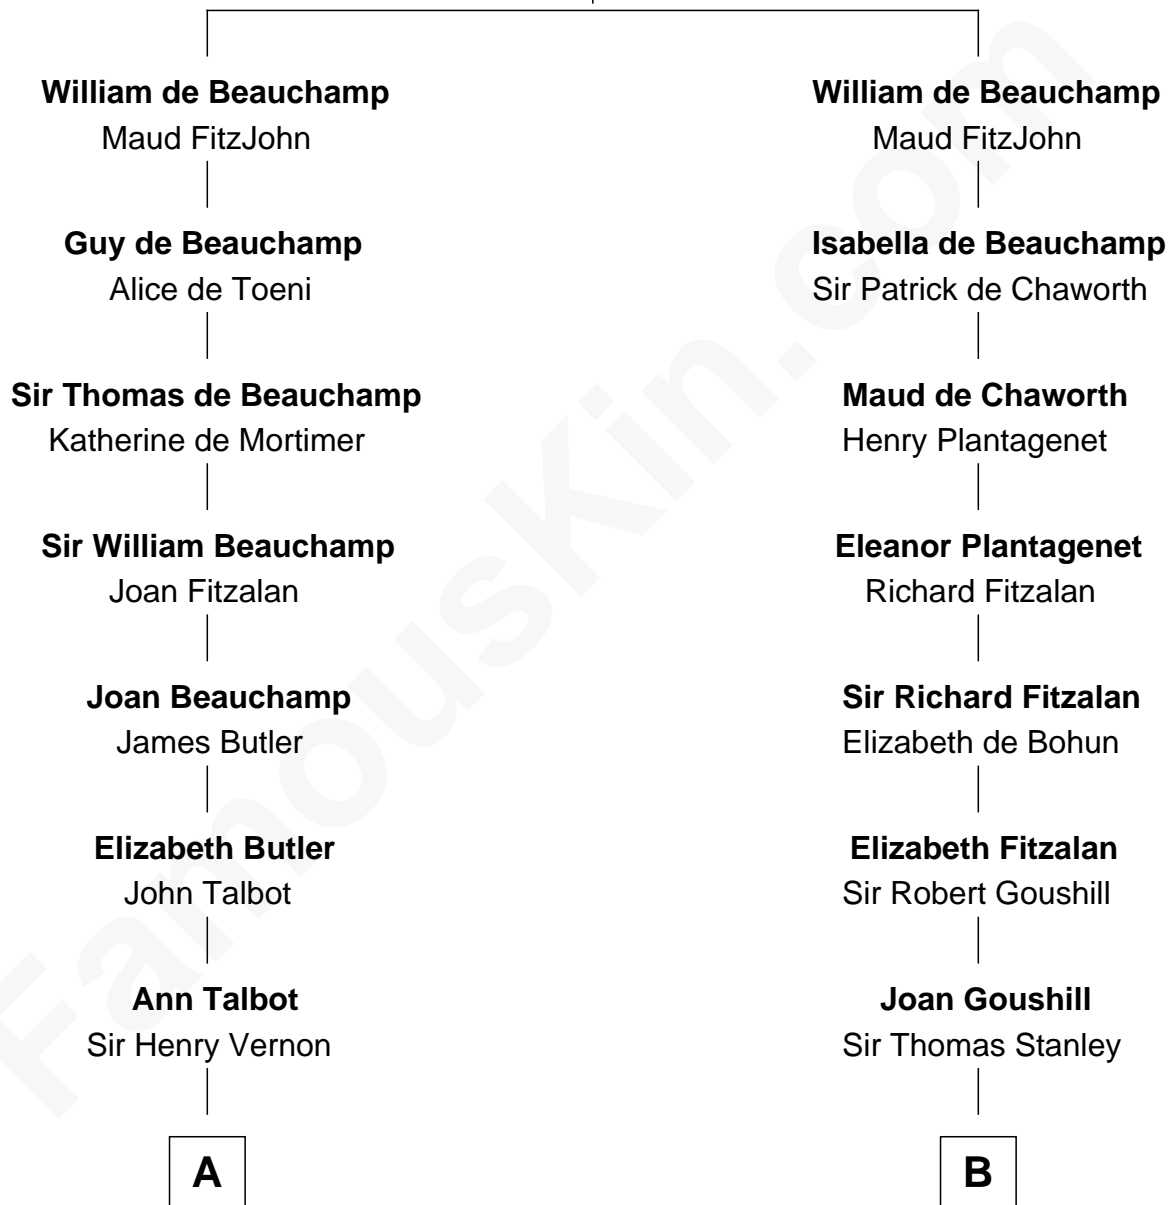 William de Beauchamp
Maud FitzJohn
Guy de Beauchamp
Alice de Toeni
Sir Thomas de Beauchamp
Katherine de Mortimer
Sir William Beauchamp
Joan Fitzalan
Joan Beauchamp
James Butler
Elizabeth Butler
John Talbot
Ann Talbot
Sir Henry Vernon
A
William de Beauchamp
Maud FitzJohn
Isabella de Beauchamp
Sir Patrick de Chaworth
Maud de Chaworth
Henry Plantagenet
Eleanor Plantagenet
Richard Fitzalan
Sir Richard Fitzalan
Elizabeth de Bohun
Elizabeth Fitzalan
Sir Robert Goushill
Joan Goushill
Sir Thomas Stanley
B
FamousKin.com